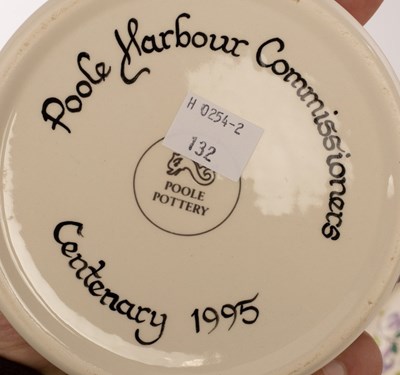 Poole Harbour Commissioners
H 0254-2
132
POOLE
POTTERY
Centenary 1995